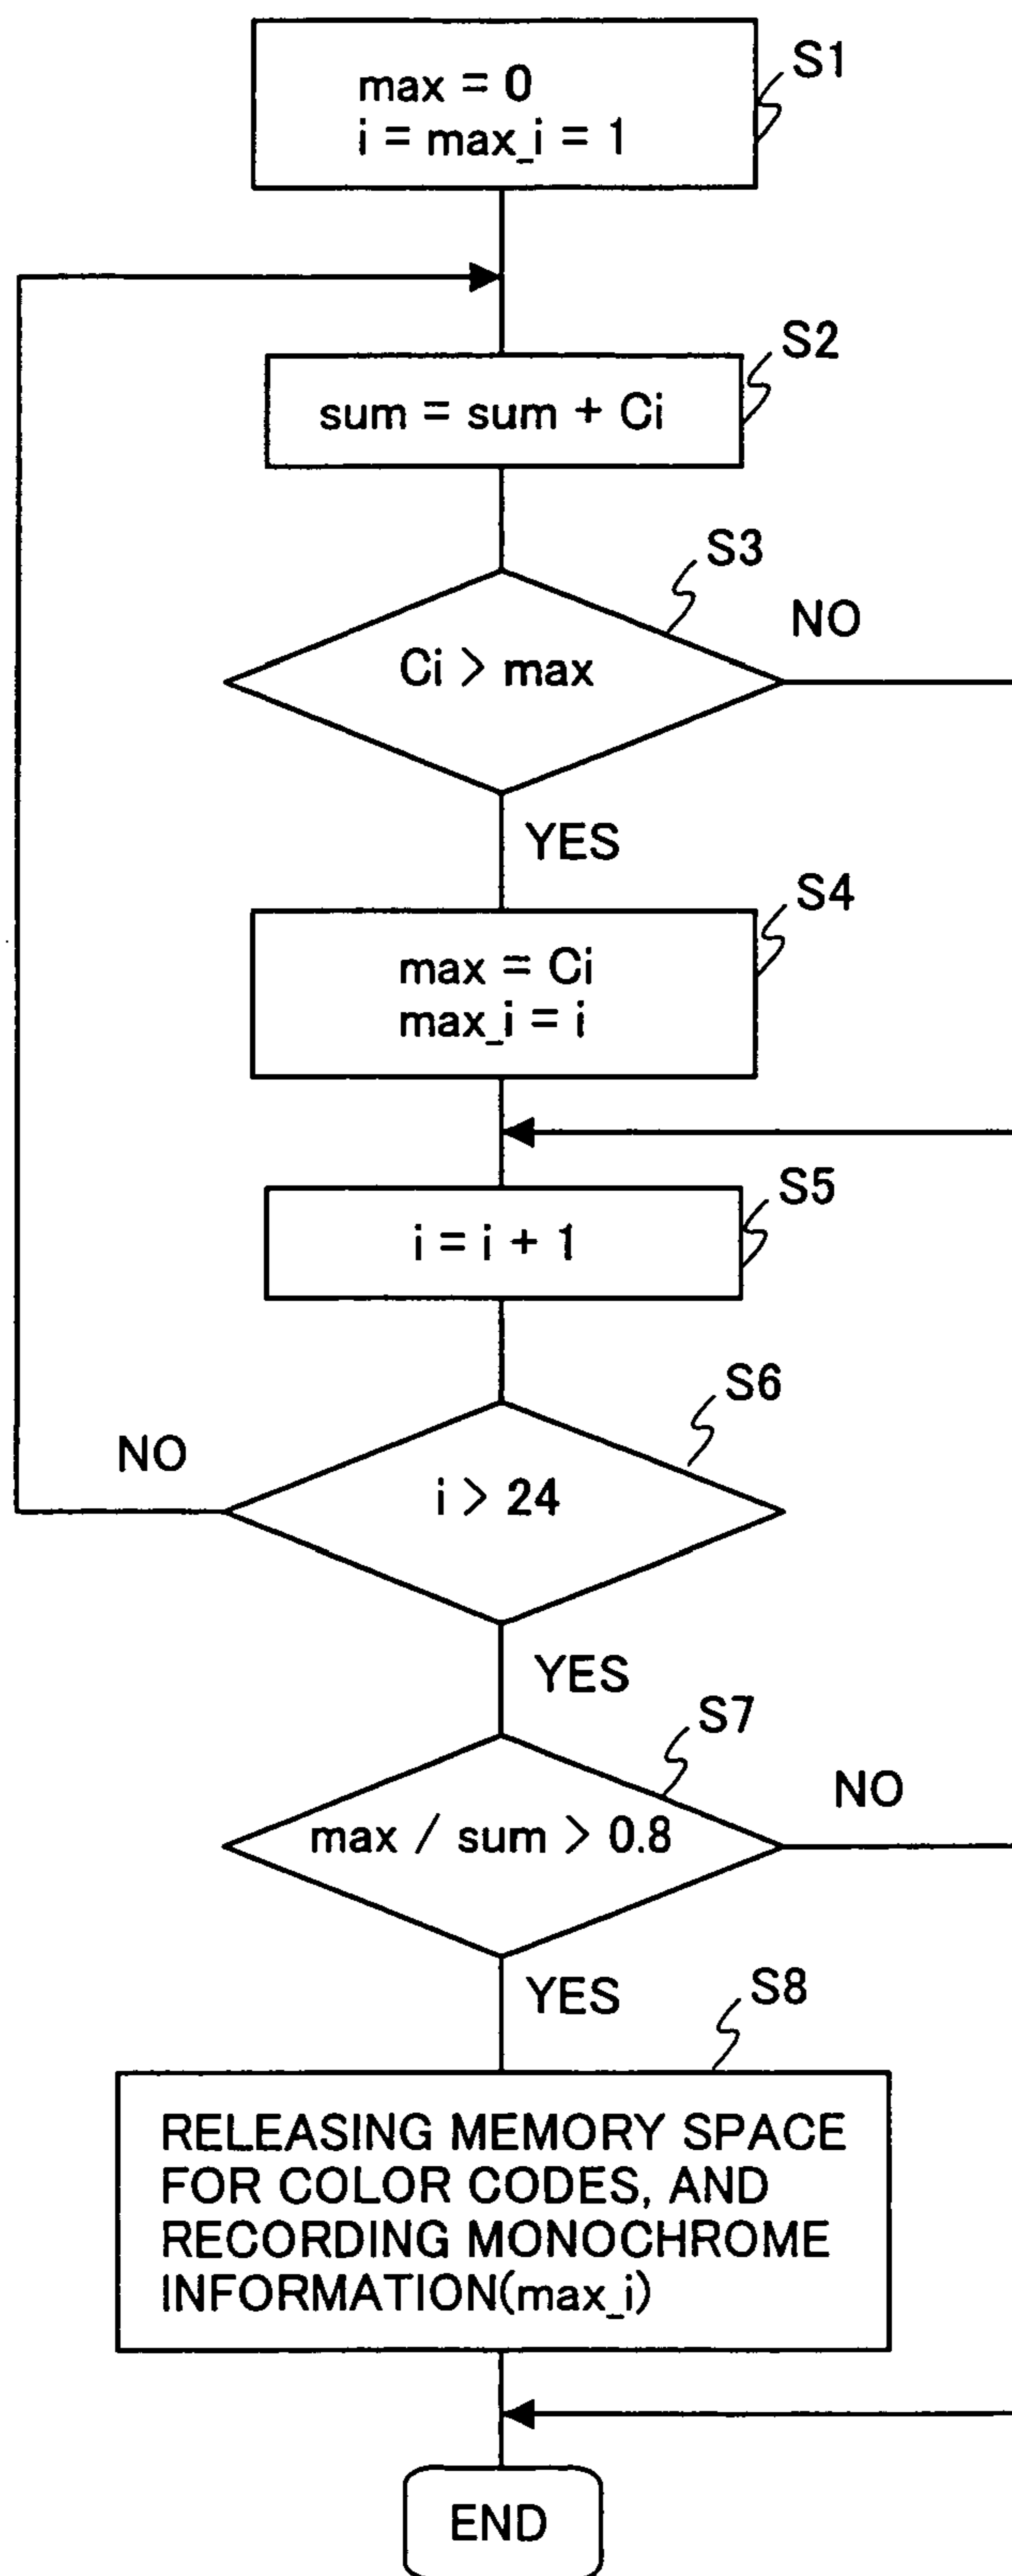 max = 0
i = max_i = 1
S1
S2
sum = sum + Ci
S3
NO
Ci > max
YES
S4
max = Ci
max_i = i
S5
i = i + 1
S6
NO
i > 24
YES
S7
NO
max / sum > 0.8
YES
S8
RELEASING MEMORY SPACE
FOR COLOR CODES, AND
RECORDING MONOCHROME
INFORMATION(max_i)
END